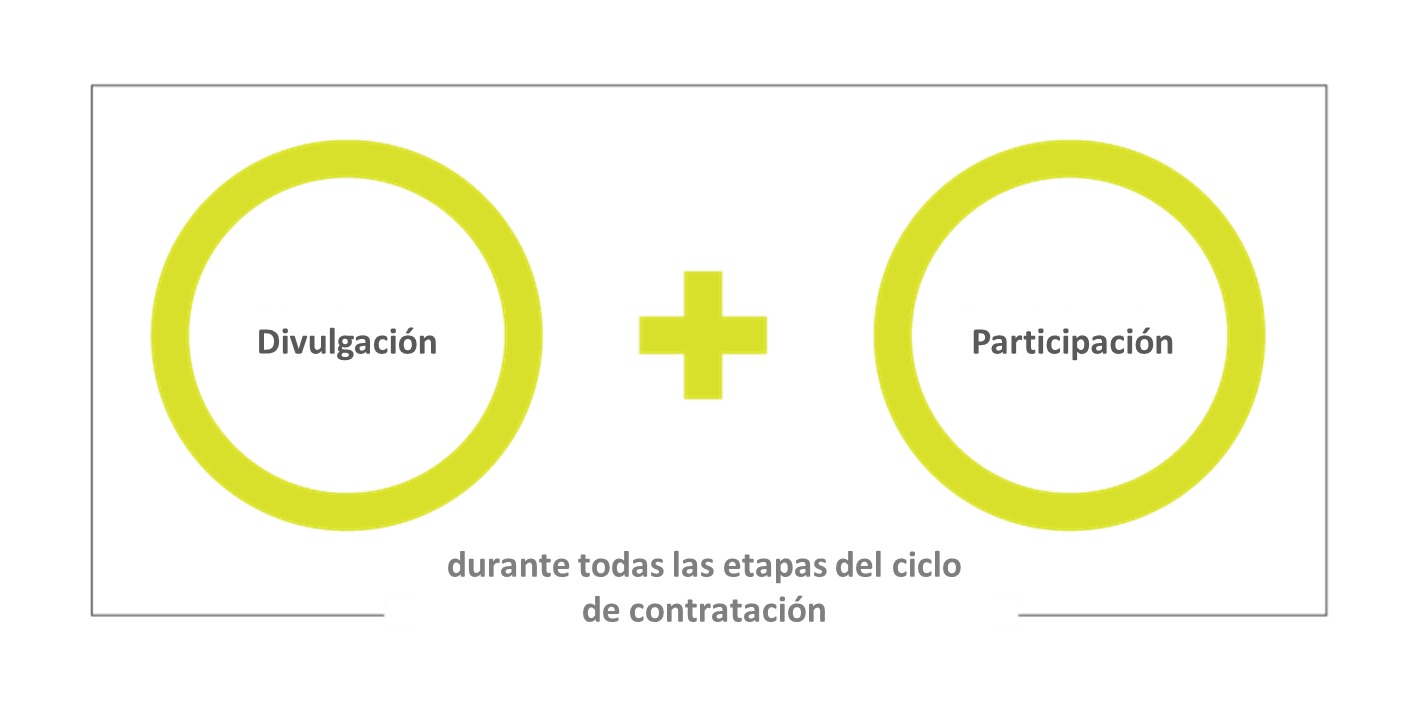 Divulgación
Participación
durante todas las etapas del ciclo
de contratación